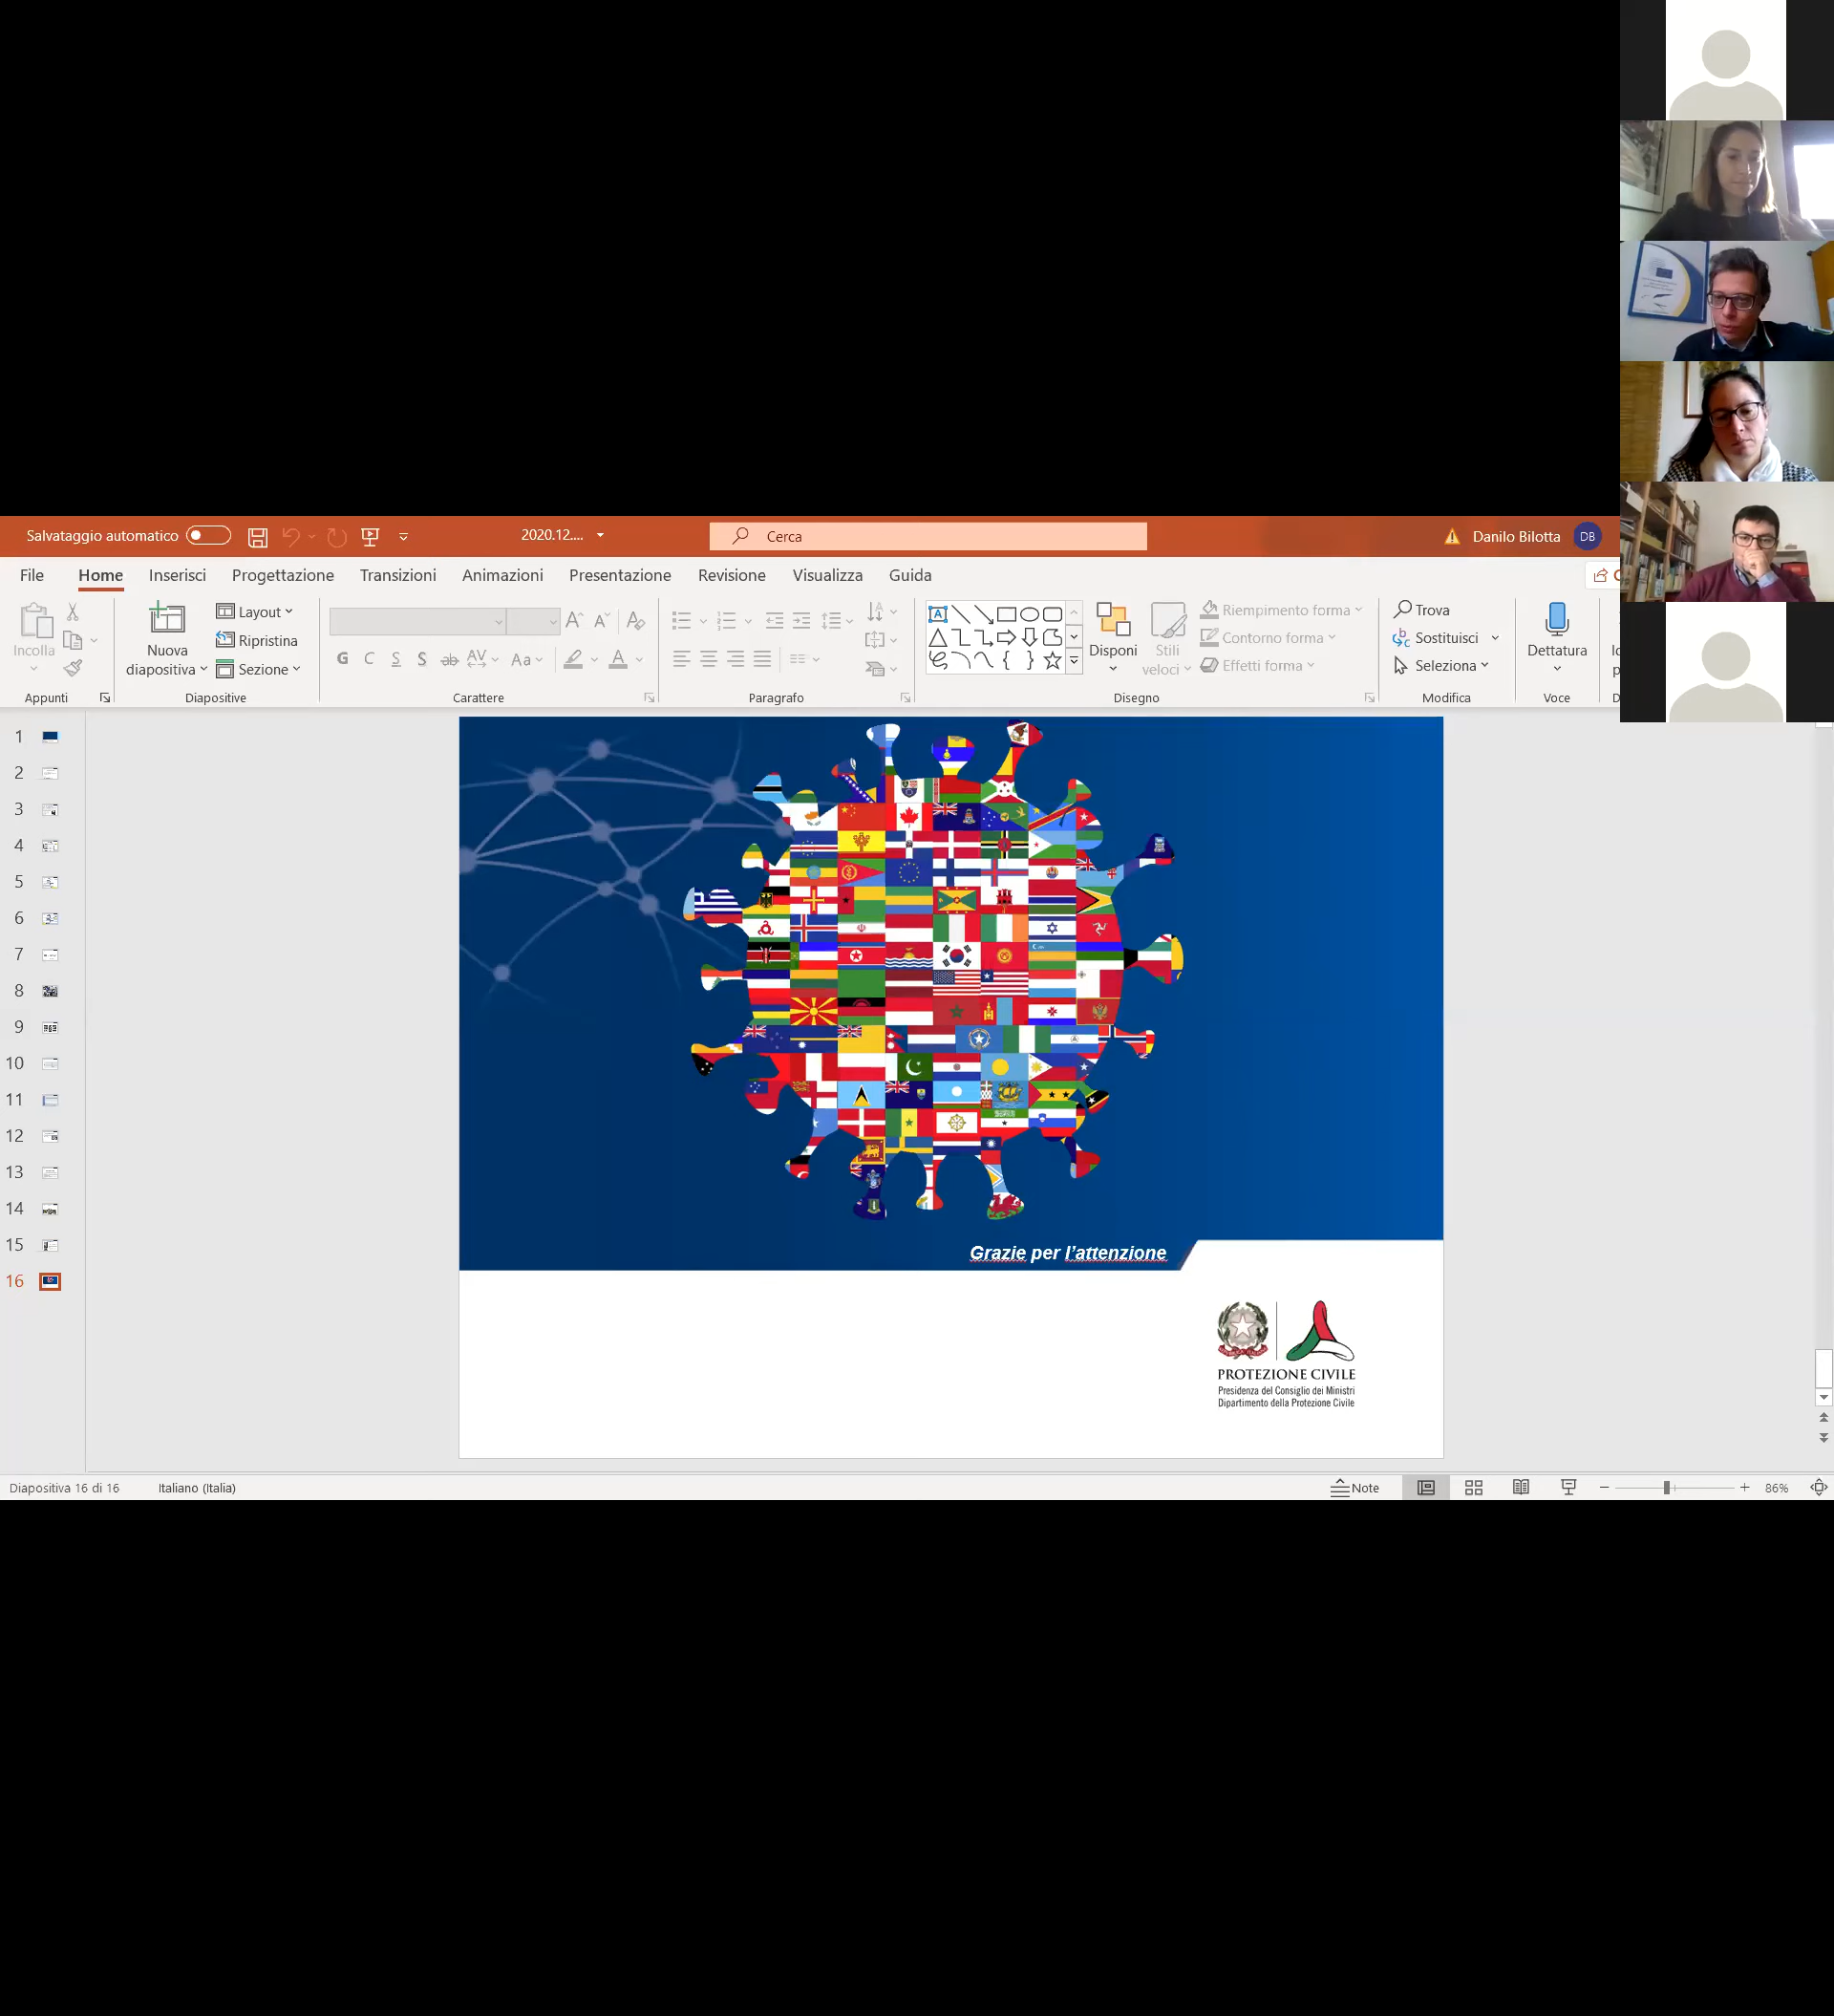 Salvataggio automatico
2020.12....
Cerca
Danilo Bilotta
DB
File Home Inserisci Progettazione Transizioni Animazioni Presentazione Revisione Visualizza Guida
Incolla
Appunti
Nuova
diapositiva
Layout
Ripristina
Sezione
Diapositive
G C S S ab AV Aa A
Carattere
Paragrafo
Disponi
Stili
veloci
Riempimento forma
Contorno forma
Effetti forma
Disegno
Trova
Sostituisci
Seleziona
Modifica
Dettatura
Voce
1
2
3
4
5
6
7
8
9
10
11
12
13
14
15
16
Grazie per l'attenzione
PROTEZIONE CIVILE
Presidenza del Consiglio dei Ministri
Dipartimento della Protezione Civile
Diapositiva 16 di 16
Italiano (Italia)
Note
86%